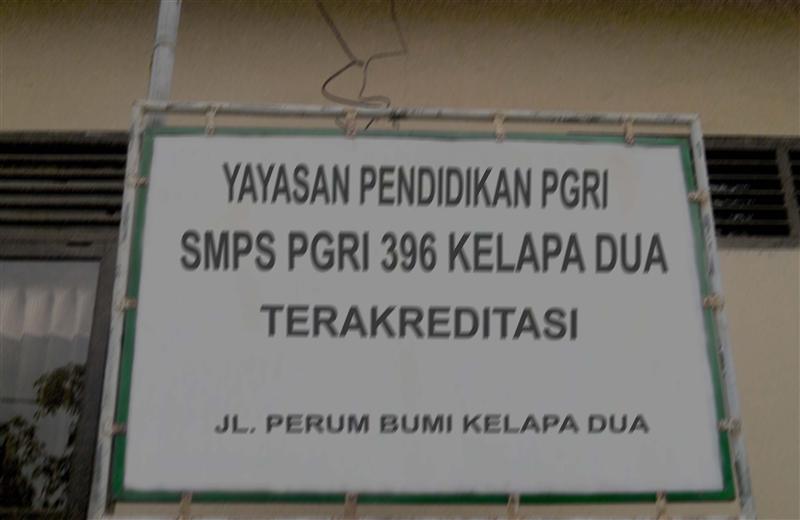 YAYASAN PENDIDIKAN PGRI
SMPS PGRI 396 KELAPA DUA
TERAKREDITASI
JL. PERUM BUMI KELAPA DUA